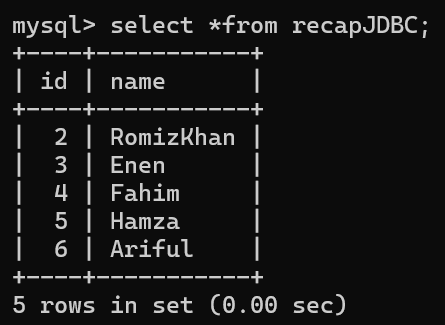 mysql> select *from recapJDBC;
+----+-----------+
| id | name      |
+----+-----------+
|  2 | RomizKhan |
|  3 | Enen      |
|  4 | Fahim     |
|  5 | Hamza     |
|  6 | Ariful    |
+----+-----------+
5 rows in set (0.00 sec)